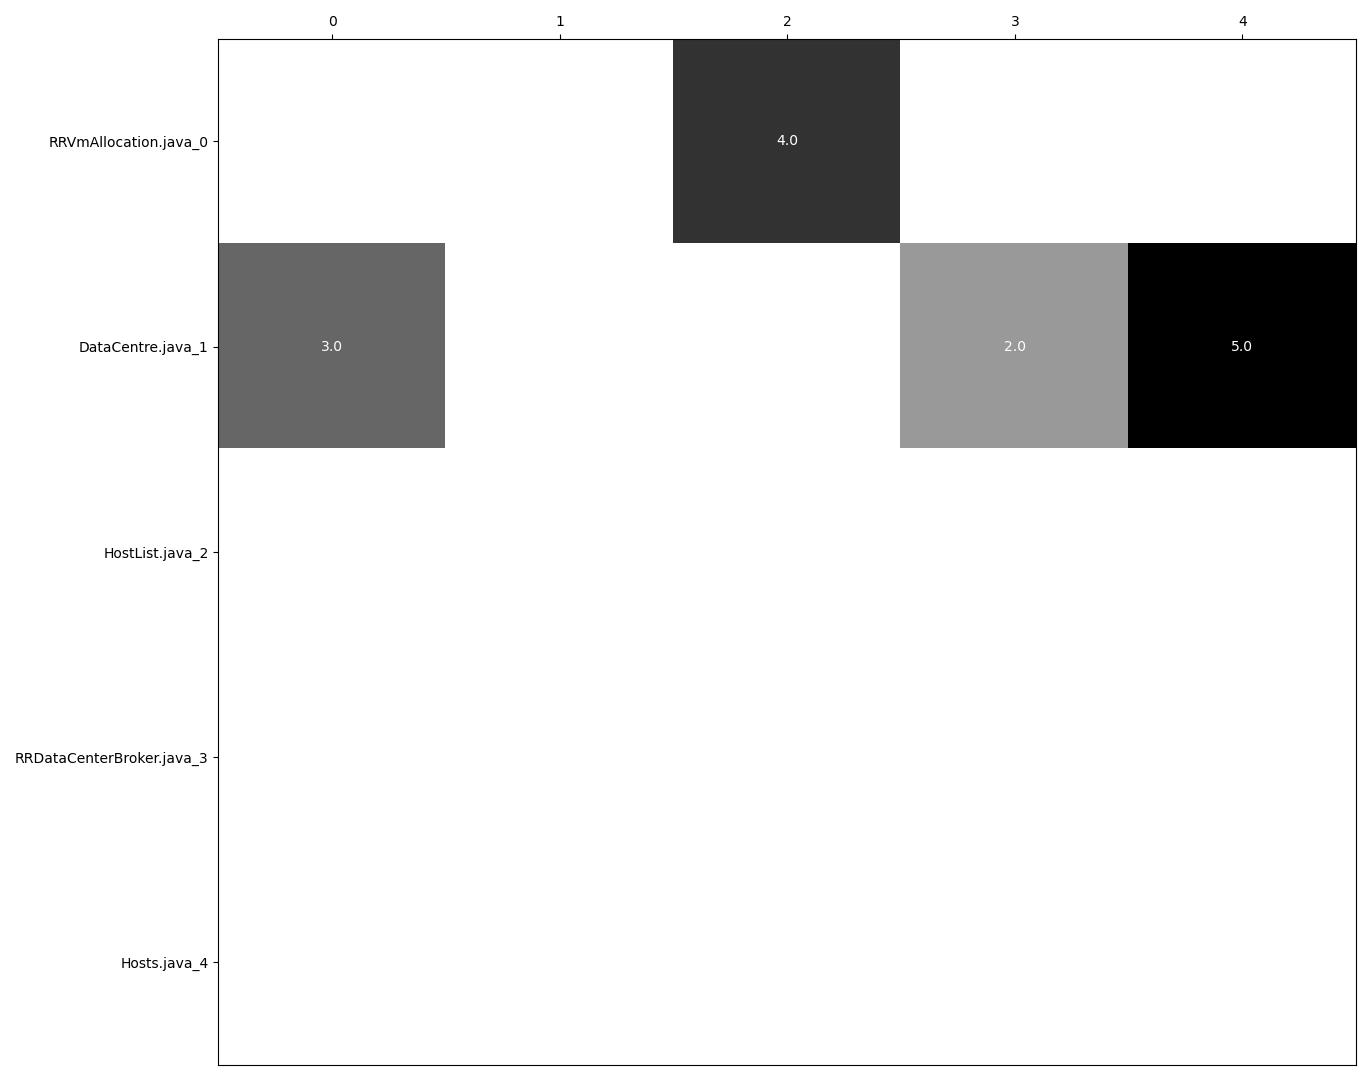 0 1 2 3 4
RRVmAllocation.java_0 4.0
DataCentre.java_1 3.0 2.0 5.0
HostList.java_2
RRDataCenterBroker.java_3
Hosts.java_4